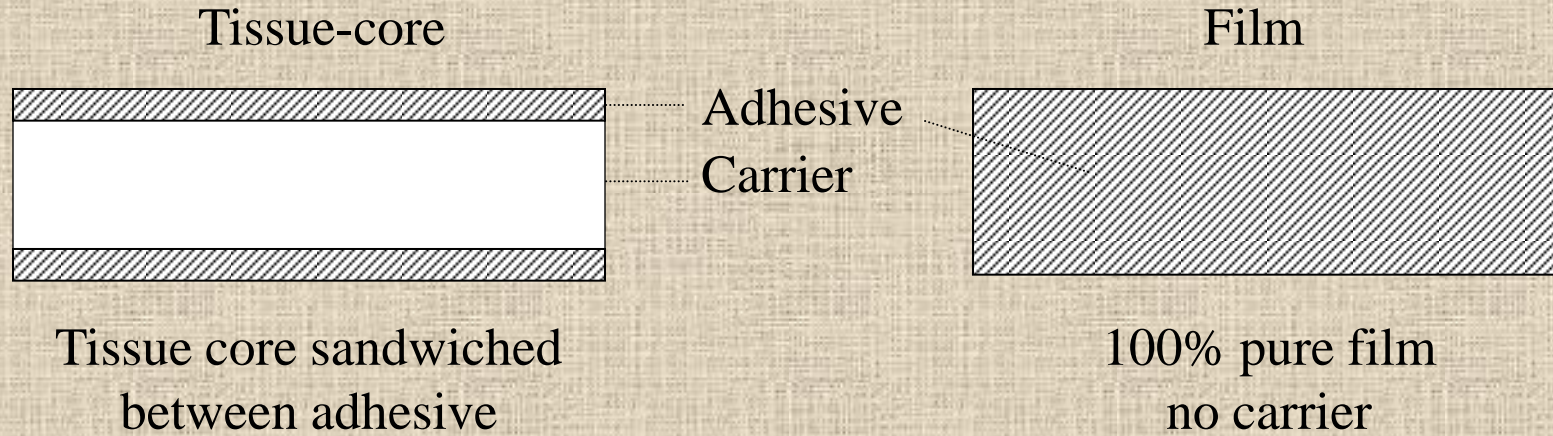 Tissue-core
Film
Adhesive
Carrier
Tissue core sandwiched
between adhesive
100% pure film
no carrier